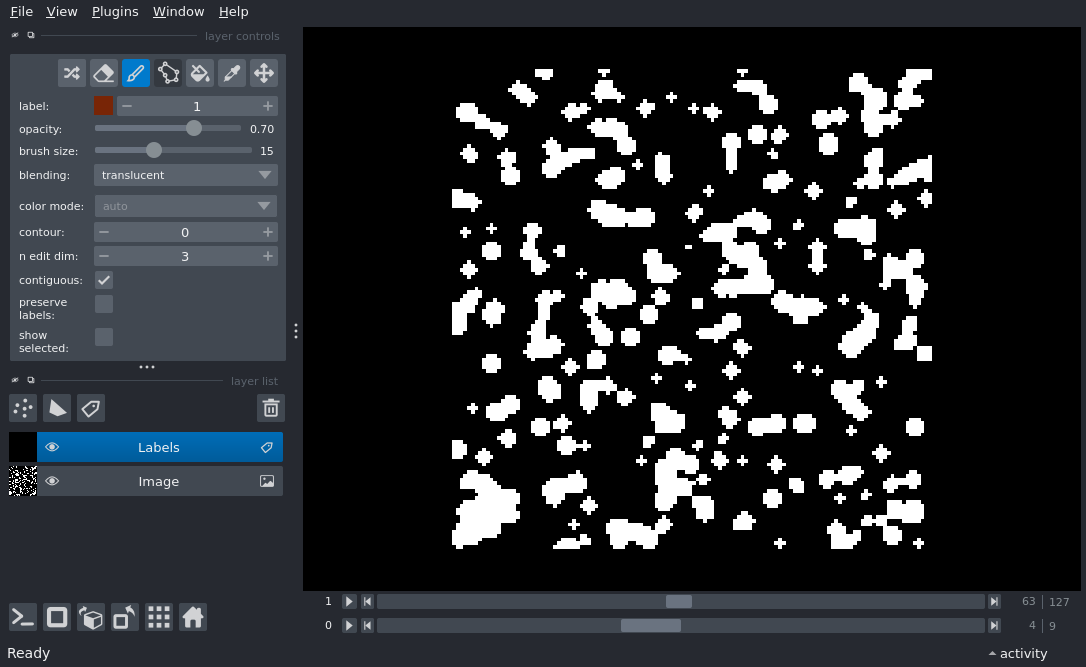 File View Plugins Window Help
layer controls
label: 1
opacity: 0.70
brush size: 15
blending: translucent
color mode: auto
contour: 0
n edit dim: 3
contiguous:
preserve
labels:
show
selected:
layer list
Labels
Image
1 63 127
0 4 9
Ready activity